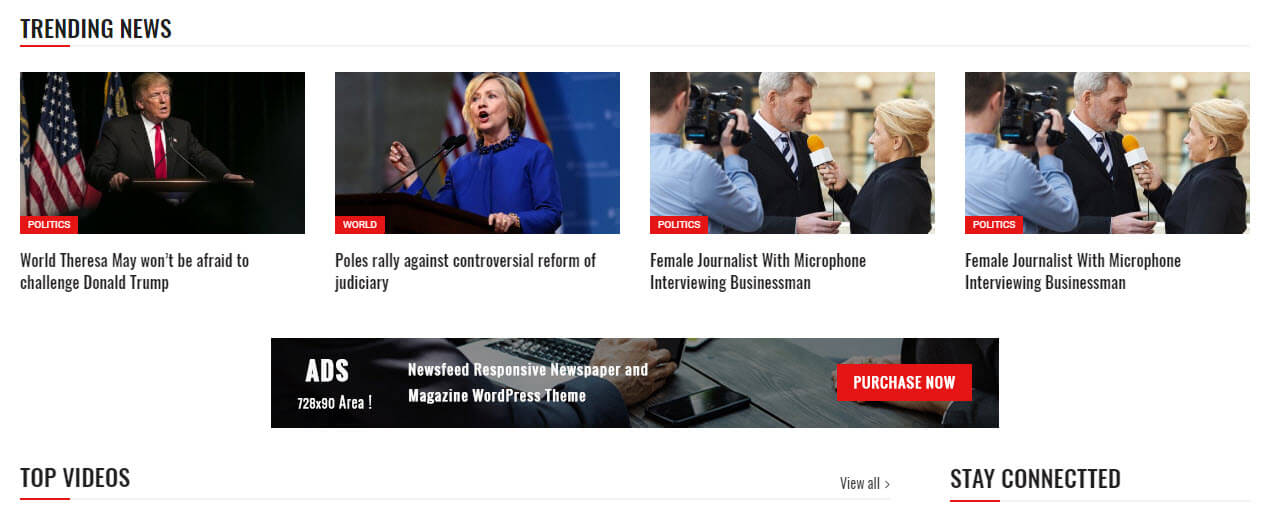 TRENDING NEWS
POLITICS
WORLD
POLITICS
POLITICS
World Theresa May won't be afraid to
challenge Donald Trump
Poles rally against controversial reform of
judiciary
Female Journalist With Microphone
Interviewing Businessman
Female Journalist With Microphone
Interviewing Businessman
ADS
728x90 Area !
Newsfeed Responsive Newspaper and
Magazine WordPress Theme
PURCHASE NOW
TOP VIDEOS
View all >
STAY CONNECTTED